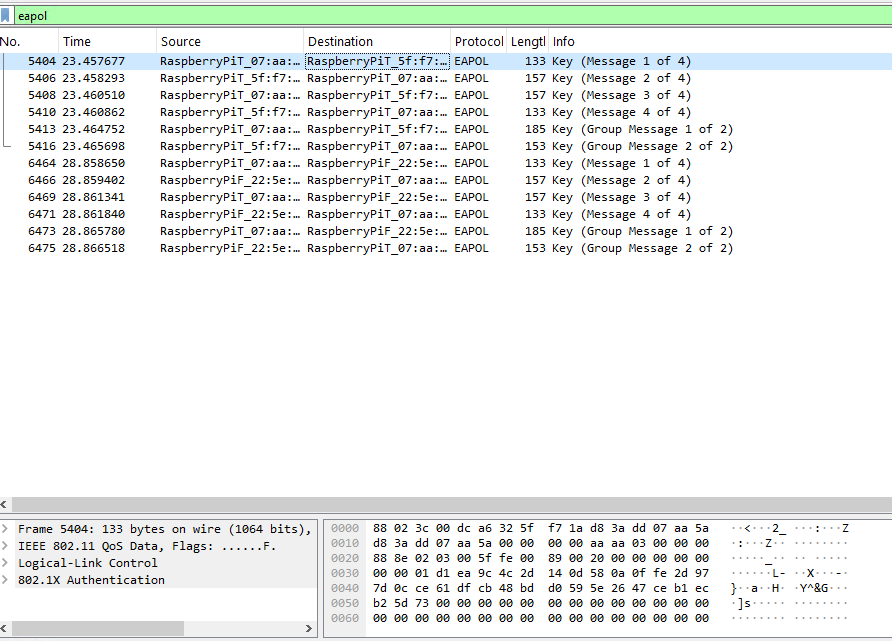 eapol
No. Time Source Destination Protocol Lengtl Info
5404 23.457677 RaspberryPiT_07:aa:… RaspberryPiT_5f:f7:… EAPOL 133 Key (Message 1 of 4)
5406 23.458293 RaspberryPiT_5f:f7:… RaspberryPiT_07:aa:… EAPOL 157 Key (Message 2 of 4)
5408 23.460510 RaspberryPiT_07:aa:… RaspberryPiT_5f:f7:… EAPOL 157 Key (Message 3 of 4)
5410 23.460862 RaspberryPiT_5f:f7:… RaspberryPiT_07:aa:… EAPOL 133 Key (Message 4 of 4)
5413 23.464752 RaspberryPiT_07:aa:… RaspberryPiT_5f:f7:… EAPOL 185 Key (Group Message 1 of 2)
5416 23.465698 RaspberryPiT_5f:f7:… RaspberryPiT_07:aa:… EAPOL 153 Key (Group Message 2 of 2)
6464 28.858650 RaspberryPiT_07:aa:… RaspberryPiF_22:5e:… EAPOL 133 Key (Message 1 of 4)
6466 28.859402 RaspberryPiF_22:5e:… RaspberryPiT_07:aa:… EAPOL 157 Key (Message 2 of 4)
6469 28.861341 RaspberryPiT_07:aa:… RaspberryPiF_22:5e:… EAPOL 157 Key (Message 3 of 4)
6471 28.861840 RaspberryPiF_22:5e:… RaspberryPiT_07:aa:… EAPOL 133 Key (Message 4 of 4)
6473 28.865780 RaspberryPiT_07:aa:… RaspberryPiF_22:5e:… EAPOL 185 Key (Group Message 1 of 2)
6475 28.866518 RaspberryPiF_22:5e:… RaspberryPiT_07:aa:… EAPOL 153 Key (Group Message 2 of 2)
Frame 5404: 133 bytes on wire (1064 bits),
IEEE 802.11 QoS Data, Flags: ......F.
Logical-Link Control
802.1X Authentication
0000 88 02 3c 00 dc a6 32 5f f7 1a d8 3a dd 07 aa 5a ··<···2_ ···:···Z
0010 d8 3a dd 07 aa 5a 00 00 00 00 aa aa 03 00 00 00 ·:···Z·· ········
0020 88 8e 02 03 00 5f fe 00 89 00 20 00 00 00 00 00 ·····_·· ·· ·····
0030 00 00 01 d1 ea 9c 4c 2d 14 0d 58 0a 0f fe 2d 97 ······L- ··X···-·
0040 7d 0c ce 61 df cb 48 bd d0 59 5e 26 47 ce b1 ec }··a··H· ·Y^&G···
0050 b2 5d 73 00 00 00 00 00 00 00 00 00 00 00 00 00 ·]s····· ········
0060 00 00 00 00 00 00 00 00 00 00 00 00 00 00 00 00 ········ ········